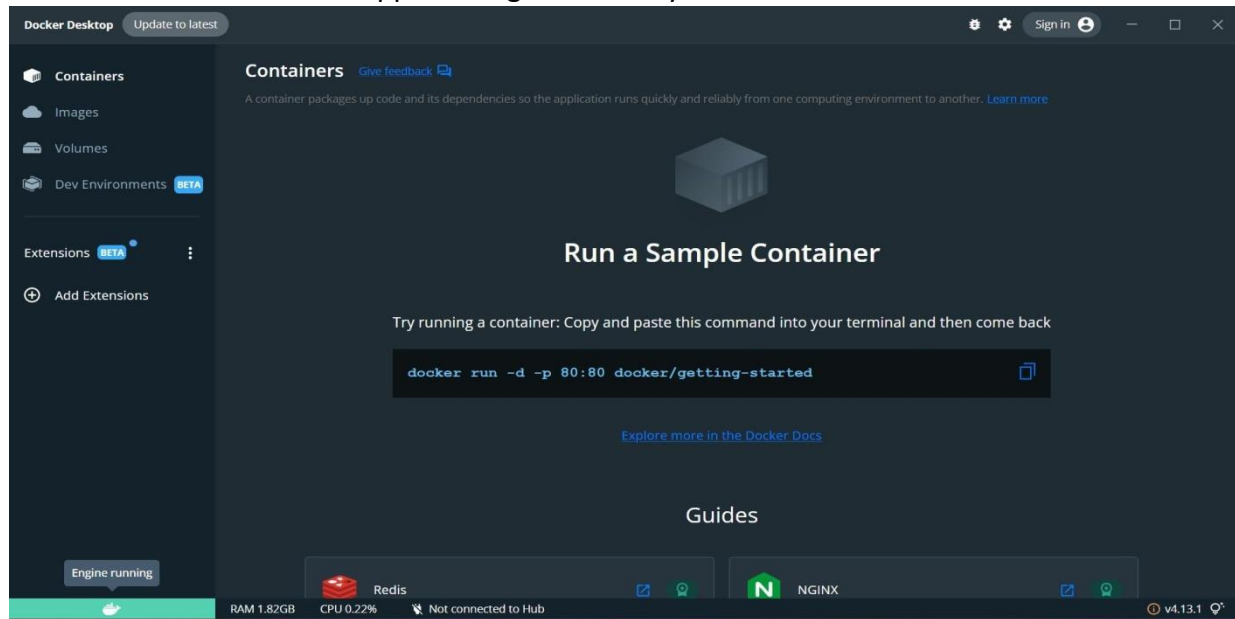 Docker Desktop Update to latest Sign in
Containers
Images
Volumes
Dev Environments BETA
Extensions BETA
Add Extensions
Containers Give feedback
A container packages up code and its dependencies so the application runs quickly and reliably from one computing environment to another. Learn more
Run a Sample Container
Try running a container: Copy and paste this command into your terminal and then come back
docker run -d -p 80:80 docker/getting-started
Explore more in the Docker Docs
Guides
Redis
NGINX
Engine running
RAM 1.82GB CPU 0.22% Not connected to Hub v4.13.1